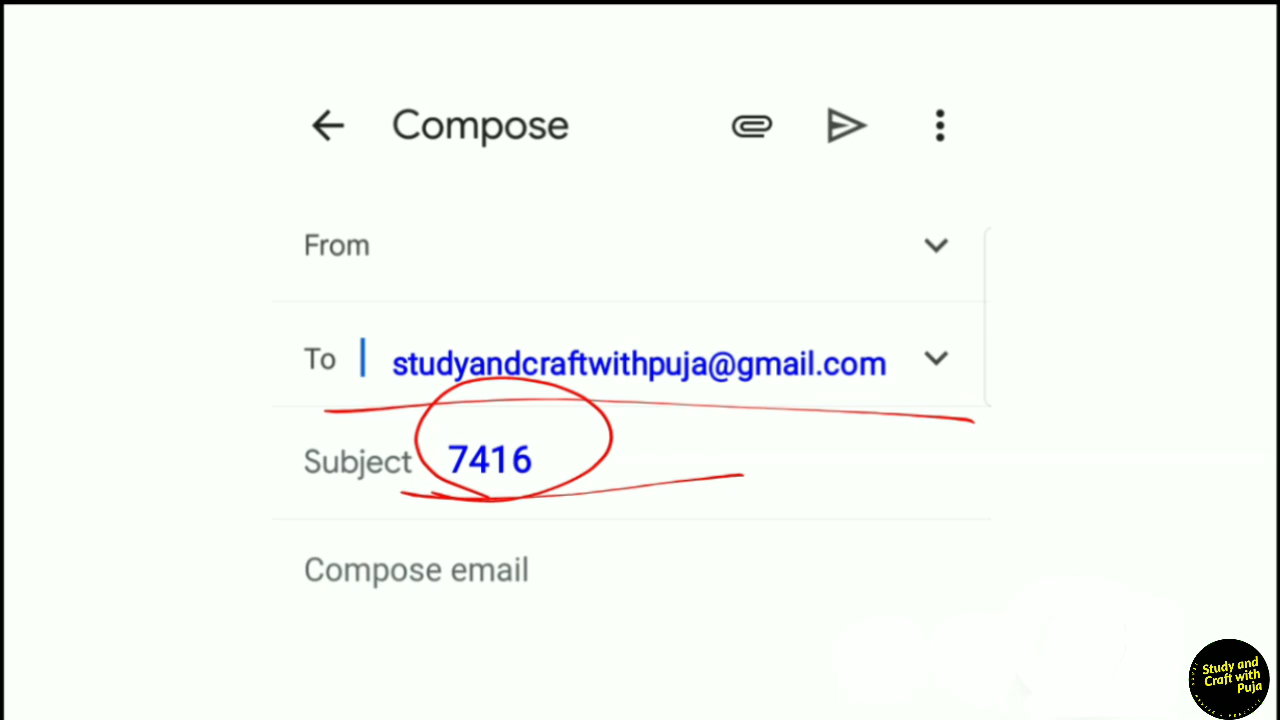 Compose
From
To studyandcraftwithpuja@gmail.com
Subject 7416
Compose email
Study and
Craft with
Puja